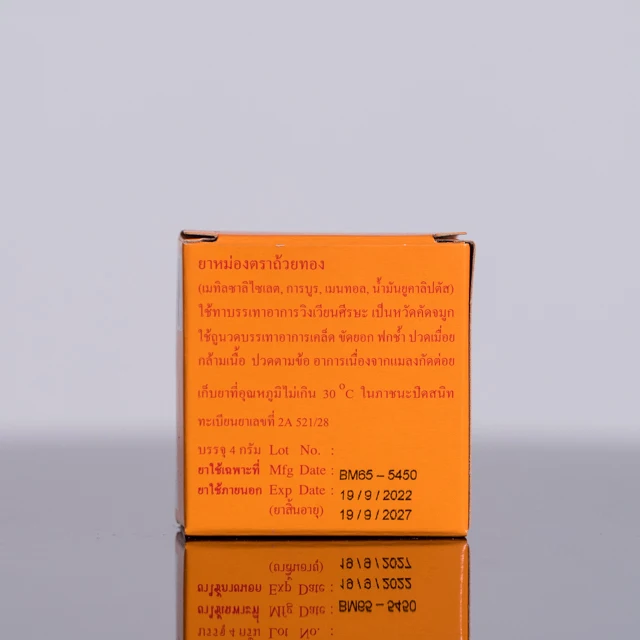 ยาหม่องตราถ้วยทอง
(เมทิลซาลิไซเลต, การบูร, เมนทอล, น้ำมันยูคาลิปตัส)
ใช้ทาบรรเทาอาการวิงเวียนศีรษะ เป็นหวัดคัดจมูก
ใช้ถูนวดบรรเทาอาการเคล็ด ขัดยอก ฟกช้ำ ปวดเมื่อย
กล้ามเนื้อ ปวดตามข้อ อาการเนื่องจากแมลงกัดต่อย
เก็บยาที่อุณหภูมิไม่เกิน 30 °C ในภาชนะปิดสนิท
ทะเบียนยาเลขที่ 2A 521/28
บรรจุ 4 กรัม Lot No. :
ยาใช้เฉพาะที่ Mfg Date : BM65 - 5450
ยาใช้ภายนอก Exp Date : 19/9/2022
(ยาสิ้นอายุ) 19/9/2027